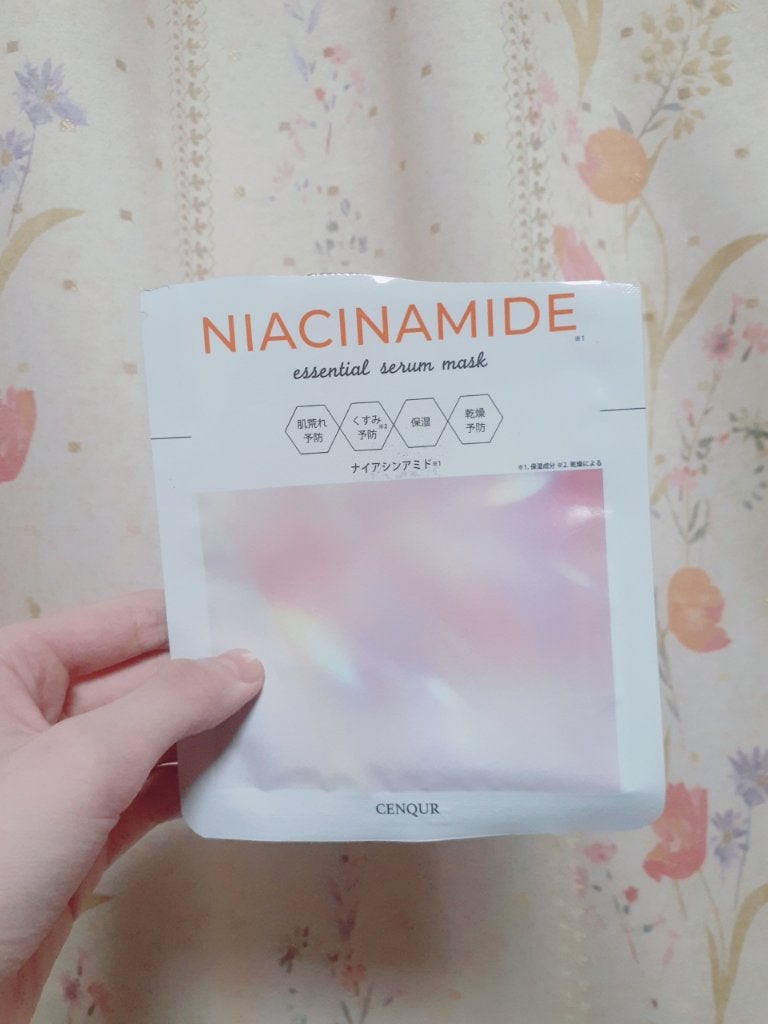 NIACINAMIDE
※1
essential serum mask
肌荒れ
予防
くすみ※2
予防
保湿
乾燥
予防
ナイアシンアミド※1
※1. 保湿成分 ※2. 乾燥による
CENQUR